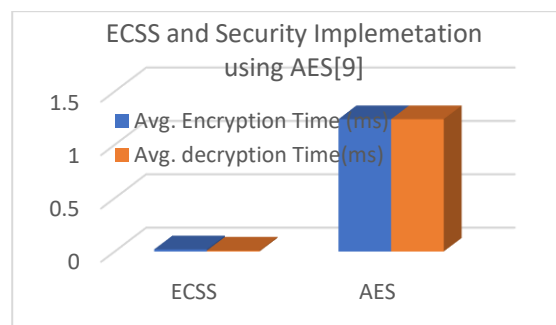 ECSS and Security Implemetation
using AES[9]
1.5
Avg. Encryption Time (ms)
1
Avg. decryption Time(ms)
0.5
0
ECSS AES